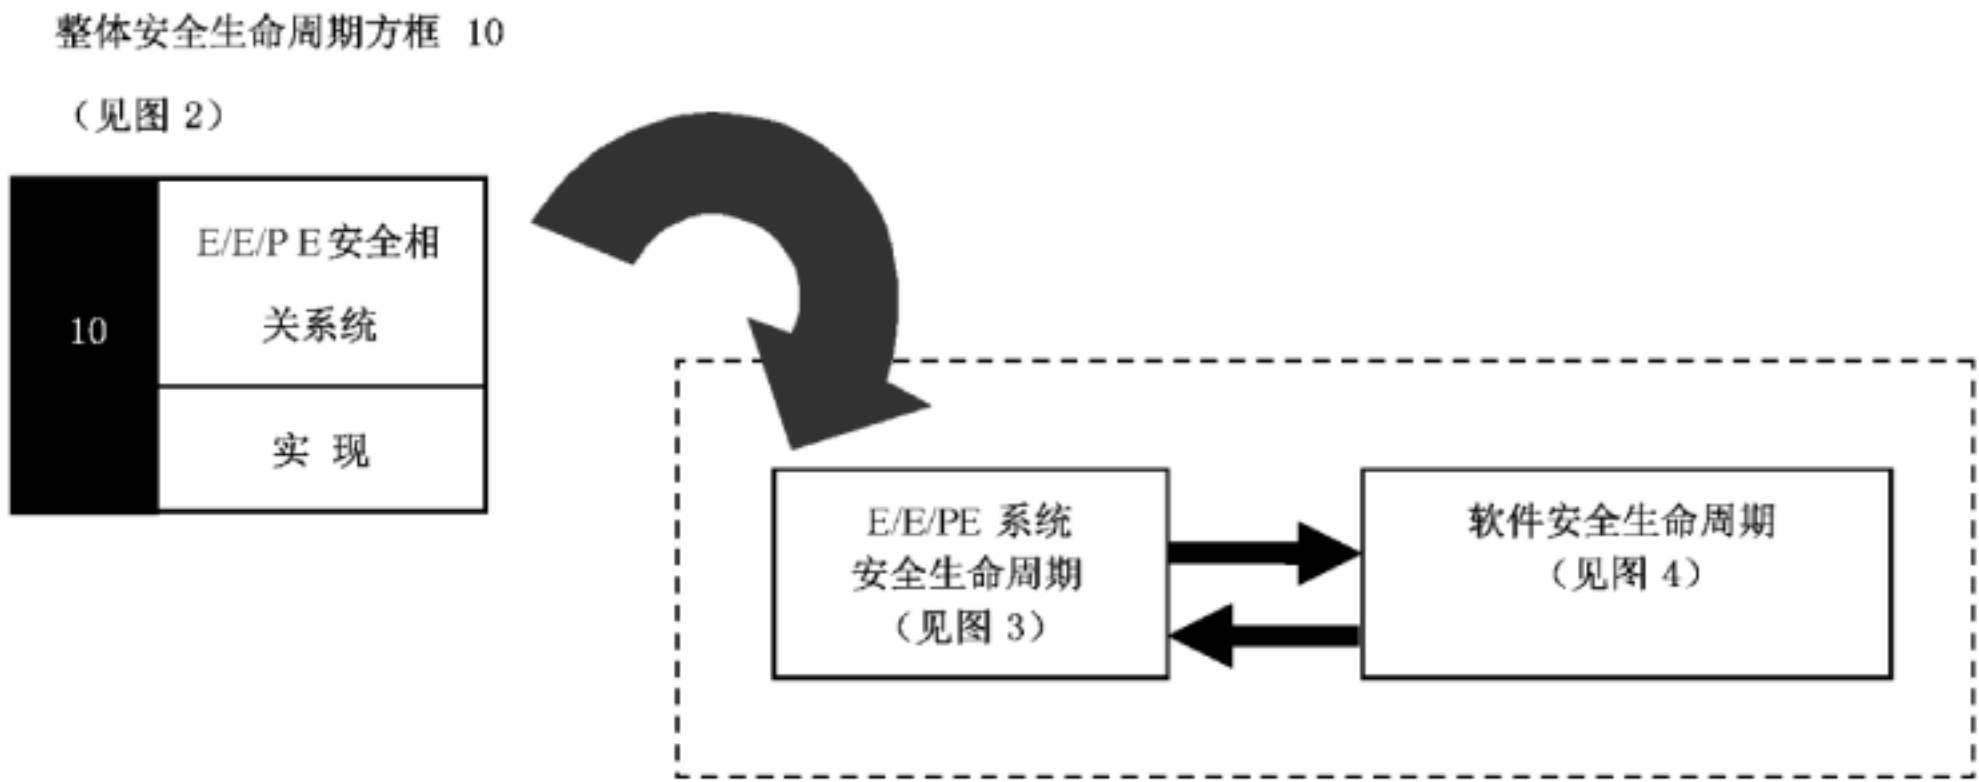 整体安全生命周期方框 10
（见图 2）
10
E/E/P E安全相
关系统
实 现
E/E/PE 系统
安全生命周期
（见图 3）
软件安全生命周期
（见图 4）